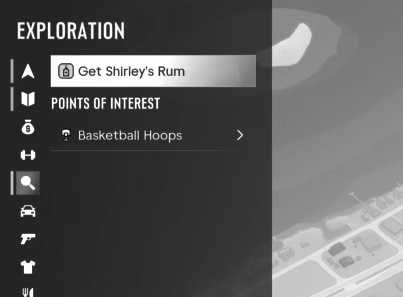 EXPLORATION
Get Shirley's Rum
POINTS OF INTEREST
Basketball Hoops